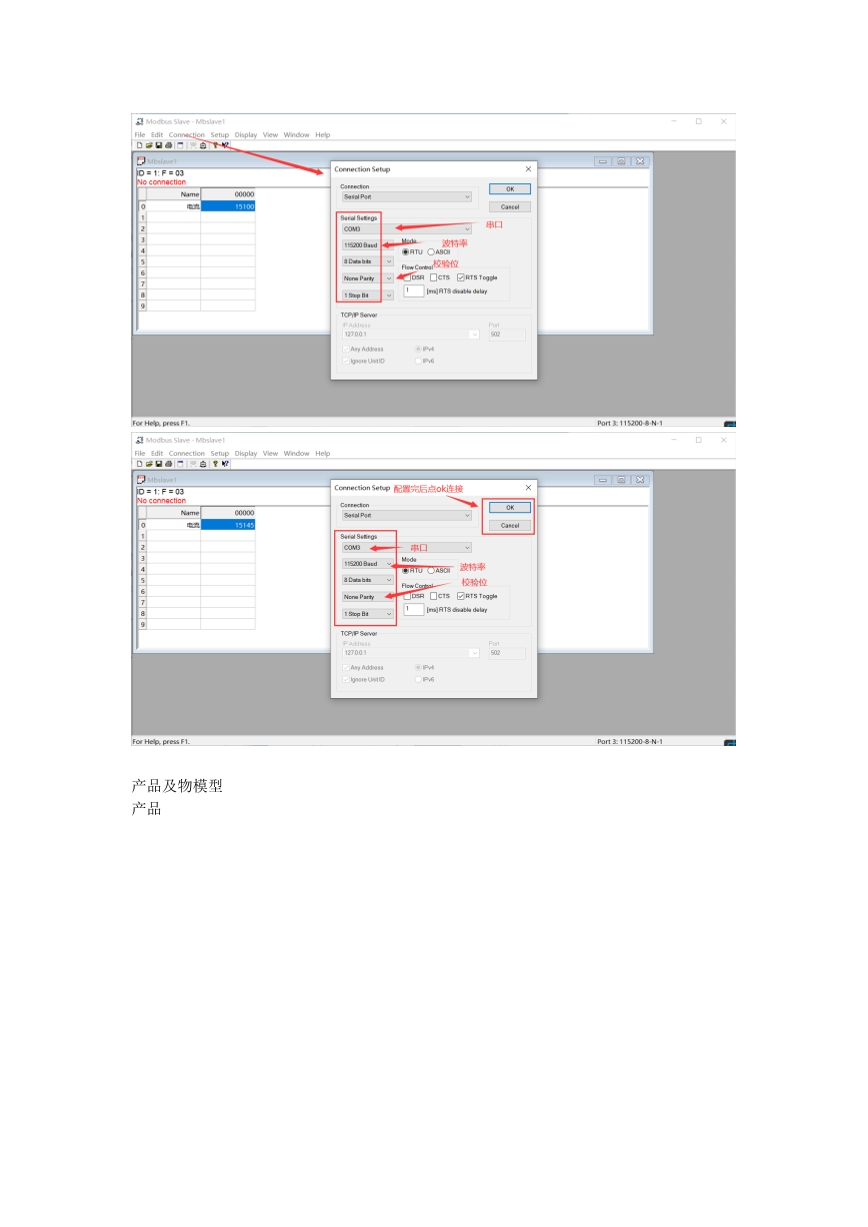 Modbus Slave - Mbslave1
File Edit Connection Setup Display View Window Help
Mbslave1
ID = 1: F = 03
No connection
Name 00000
0 电流 15100
1
2
3
4
5
6
7
8
9
Connection Setup
Connection
Serial Port
OK
Cancel
Serial Settings
COM3
串口
115200 Baud
波特率
Mode
RTU ASCII
8 Data bits
校验位
Flow Control
None Parity
DSR CTS RTS Toggle
1 [ms] RTS disable delay
1 Stop Bit
TCP/IP Server
IP Address Port
127.0.0.1 502
Any Address IPv4
Ignore Unit ID IPv6
For Help, press F1. Port 3: 115200-8-N-1
Modbus Slave - Mbslave1
File Edit Connection Setup Display View Window Help
Mbslave1
ID = 1: F = 03
No connection
Name 00000
0 电流 15145
1
2
3
4
5
6
7
8
9
Connection Setup 配置完后点ok连接
Connection
Serial Port
OK
Cancel
Serial Settings
COM3 串口
115200 Baud
Mode
波特率
RTU ASCII
8 Data bits
校验位
Flow Control
None Parity
DSR CTS RTS Toggle
1 [ms] RTS disable delay
1 Stop Bit
TCP/IP Server
IP Address Port
127.0.0.1 502
Any Address IPv4
Ignore Unit ID IPv6
For Help, press F1. Port 3: 115200-8-N-1
产品及物模型
产品